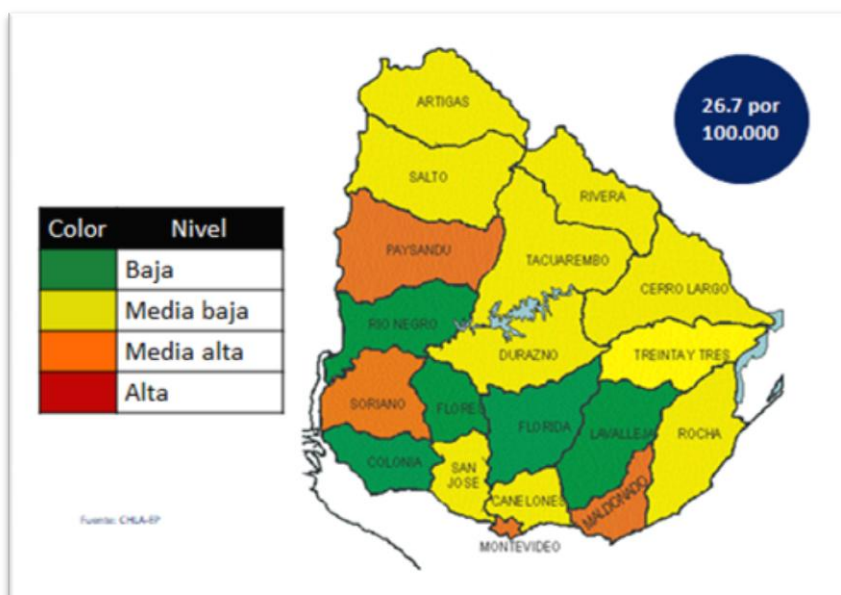 26.7 por
100.000
ARTIGAS
SALTO
RIVERA
PAYSANDU
TACUAREMBO
CERRO LARGO
RIO NEGRO
DURAZNO
TREINTA Y TRES
SORIANO
FLORES
FLORIDA
LAVALLEJA
ROCHA
COLONIA
SAN
JOSE
CANELONES
MALDONADO
MONTEVIDEO
Color Nivel
Baja
Media baja
Media alta
Alta
Fuente: CHLA-EP